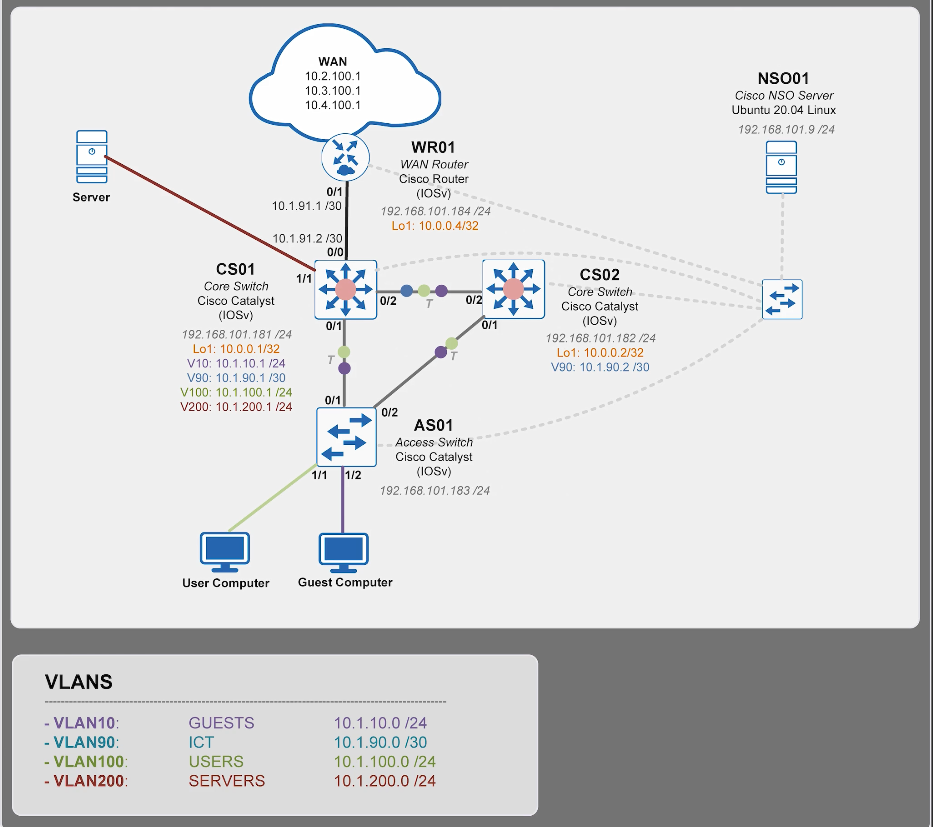 WAN
10.2.100.1
10.3.100.1
10.4.100.1
NSO01
Cisco NSO Server
Ubuntu 20.04 Linux
192.168.101.9 /24
Server
WR01
WAN Router
Cisco Router
(IOSv)
192.168.101.184 /24
Lo1: 10.0.0.4/32
0/1
10.1.91.1 /30
10.1.91.2 /30
0/0
CS01
Core Switch
Cisco Catalyst
(IOSv)
192.168.101.181 /24
Lo1: 10.0.0.1/32
V10: 10.1.10.1 /24
V90: 10.1.90.1 /30
V100: 10.1.100.1 /24
V200: 10.1.200.1 /24
1/1
0/2
T
0/2
0/1
0/1
T
T
CS02
Core Switch
Cisco Catalyst
(IOSv)
192.168.101.182 /24
Lo1: 10.0.0.2/32
V90: 10.1.90.2 /30
0/1
0/2
AS01
Access Switch
Cisco Catalyst
(IOSv)
192.168.101.183 /24
1/1
1/2
User Computer
Guest Computer
VLANS
- VLAN10: GUESTS 10.1.10.0 /24
- VLAN90: ICT 10.1.90.0 /30
- VLAN100: USERS 10.1.100.0 /24
- VLAN200: SERVERS 10.1.200.0 /24